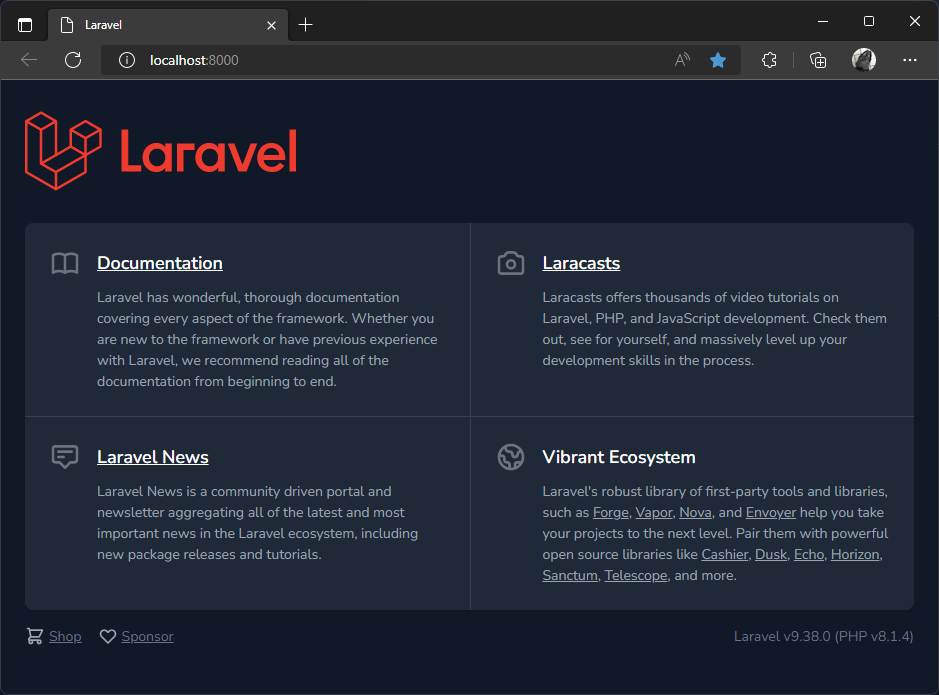 Laravel
localhost:8000
Laravel
Documentation
Laravel has wonderful, thorough documentation
covering every aspect of the framework. Whether you
are new to the framework or have previous experience
with Laravel, we recommend reading all of the
documentation from beginning to end.
Laracasts
Laracasts offers thousands of video tutorials on
Laravel, PHP, and JavaScript development. Check them
out, see for yourself, and massively level up your
development skills in the process.
Laravel News
Laravel News is a community driven portal and
newsletter aggregating all of the latest and most
important news in the Laravel ecosystem, including
new package releases and tutorials.
Vibrant Ecosystem
Laravel's robust library of first-party tools and libraries,
such as Forge, Vapor, Nova, and Envoyer help you take
your projects to the next level. Pair them with powerful
open source libraries like Cashier, Dusk, Echo, Horizon,
Sanctum, Telescope, and more.
Shop Sponsor
Laravel v9.38.0 (PHP v8.1.4)